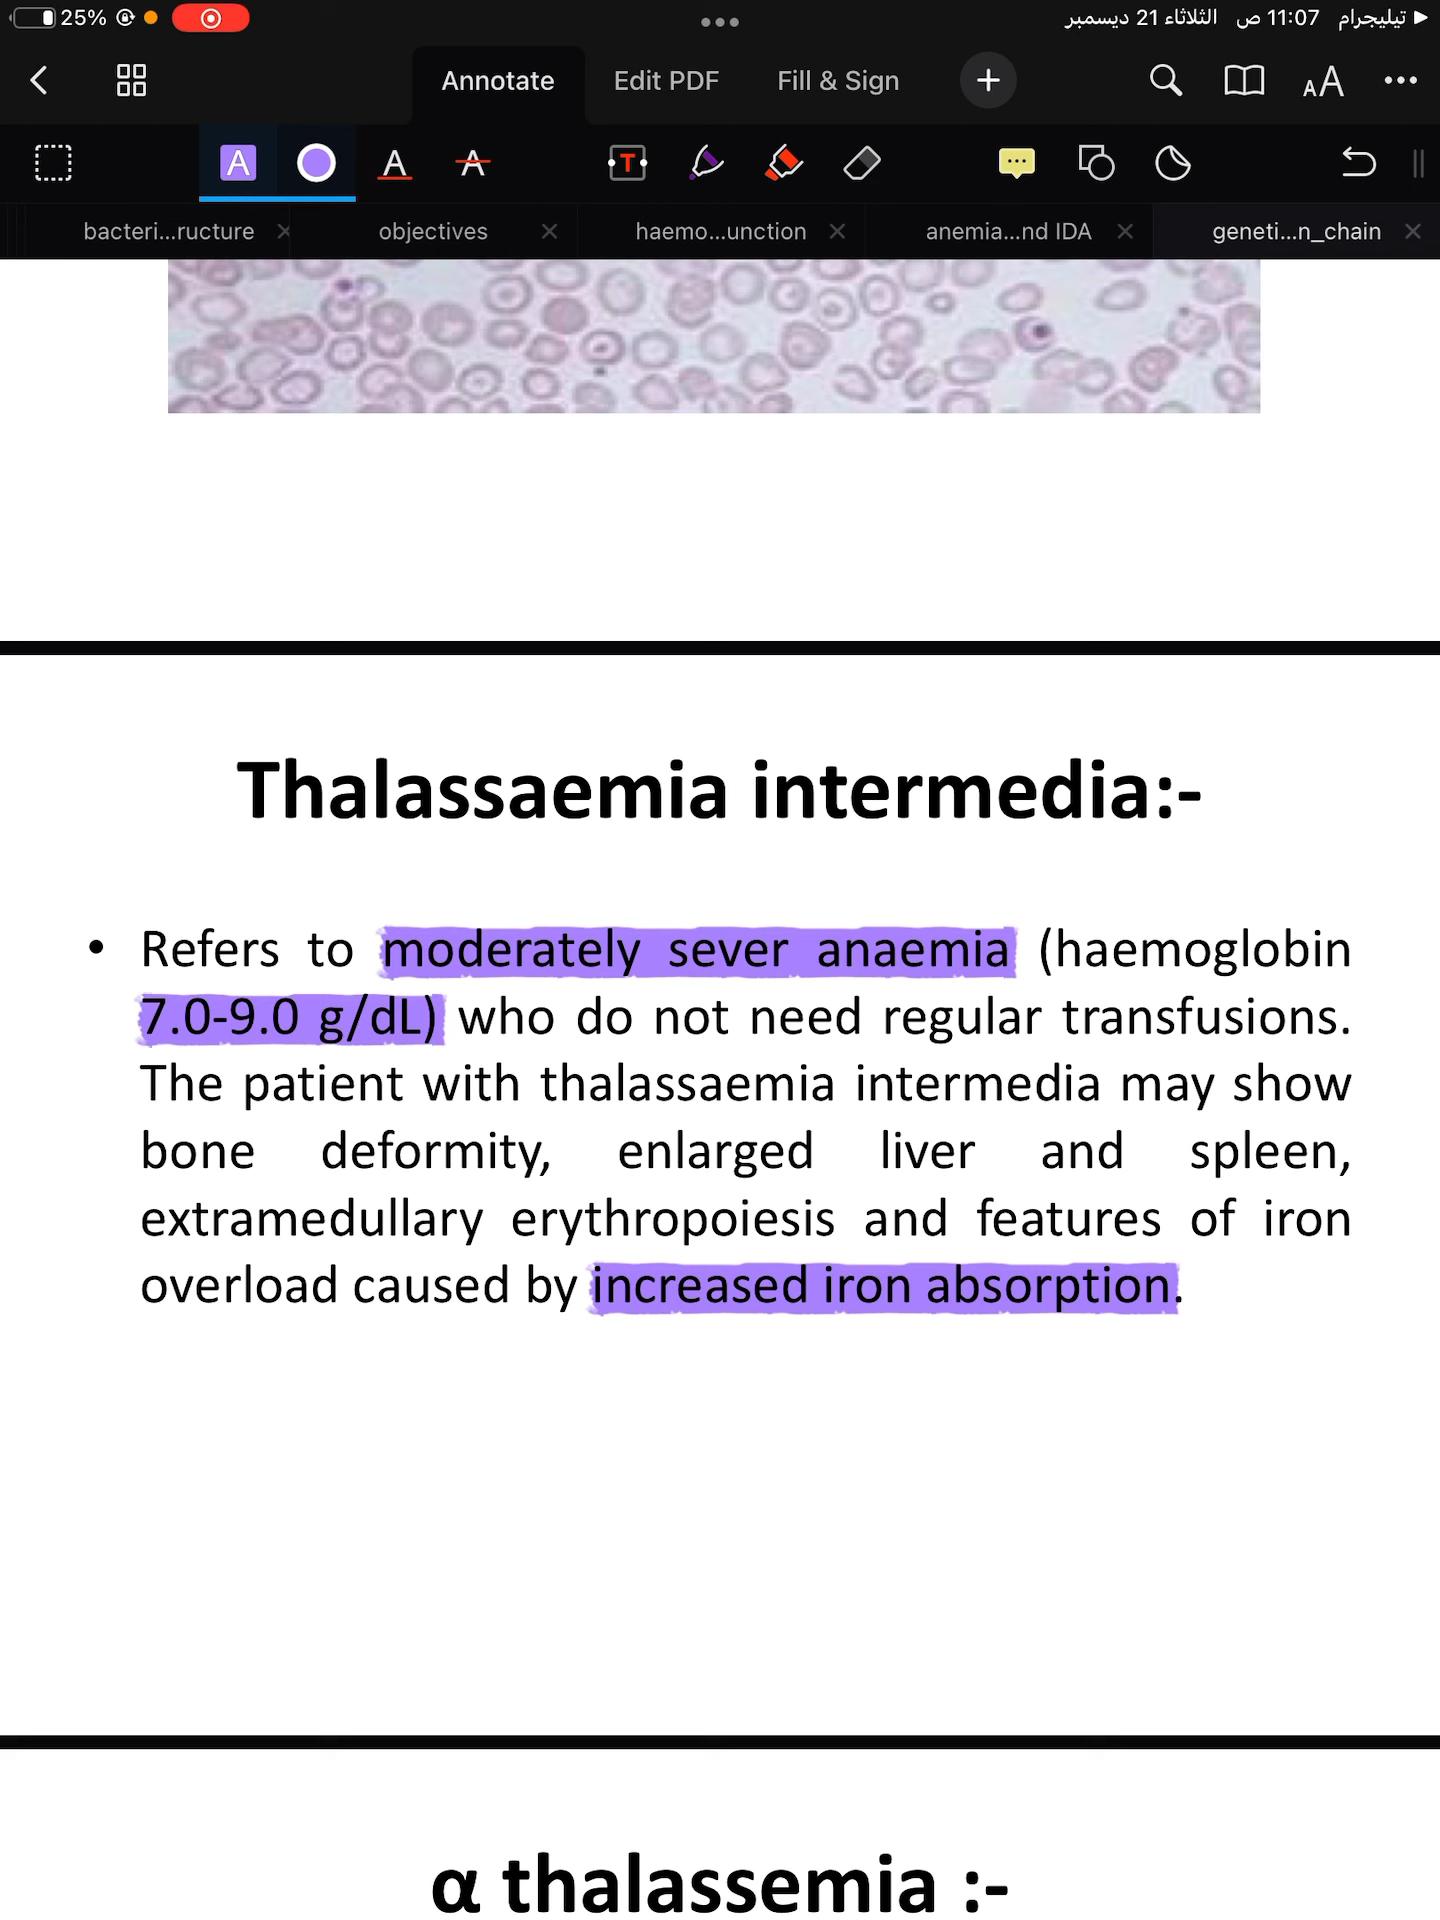 25%
الثلاثاء 21 ديسمبر 11:07 ص تيليجرام ◀
Annotate Edit PDF Fill & Sign
AA
A A A T
bacteri...ructure objectives haemo...unction anemia...nd IDA geneti...n_chain
Thalassaemia intermedia:-
• Refers to moderately sever anaemia (haemoglobin
7.0-9.0 g/dL) who do not need regular transfusions.
The patient with thalassaemia intermedia may show
bone deformity, enlarged liver and spleen,
extramedullary erythropoiesis and features of iron
overload caused by increased iron absorption.
α thalassemia :-